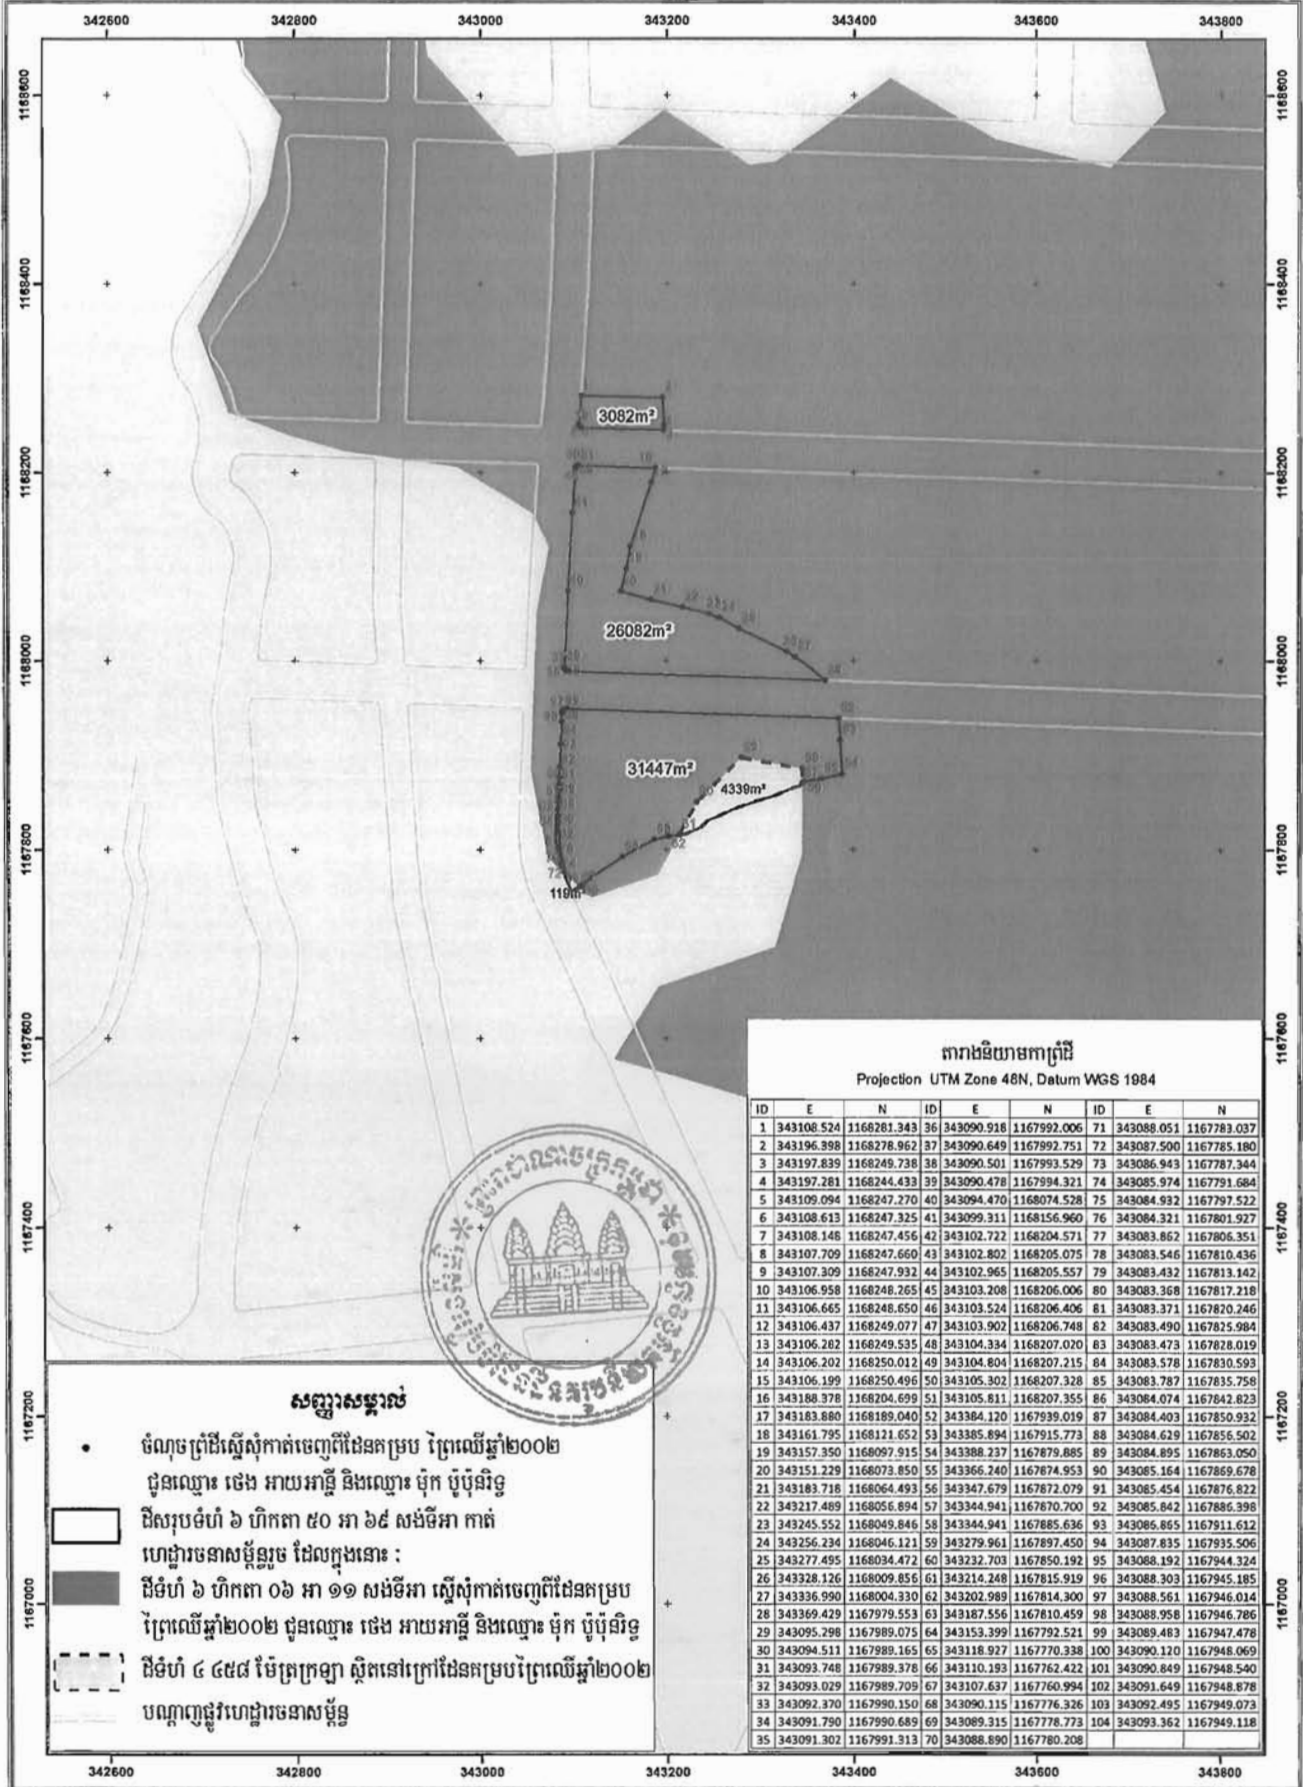 342600 342800 343000 343200 343400 343600 343800
1168600 1168600
1168400 1168400
1168200 1168200
1168000 1168000
1167800 1167800
1167600 1167600
1167400 1167400
1167200 1167200
1167000 1167000
3082m²
26082m²
31447m²
4339m²
119m²
តារាងនិយាមកាព្រំដី
Projection UTM Zone 48N, Datum WGS 1984
ID E N ID E N ID E N
1 343108.524 1168281.343 36 343090.918 1167992.006 71 343088.051 1167783.037
2 343196.398 1168278.962 37 343090.649 1167992.751 72 343087.500 1167785.180
3 343197.839 1168249.738 38 343090.501 1167993.529 73 343086.943 1167787.344
4 343197.281 1168244.433 39 343090.478 1167994.321 74 343085.974 1167791.684
5 343109.094 1168247.270 40 343094.470 1168074.528 75 343084.932 1167797.522
6 343108.613 1168247.325 41 343099.311 1168156.960 76 343084.321 1167801.927
7 343108.148 1168247.456 42 343102.722 1168204.571 77 343083.862 1167806.351
8 343107.709 1168247.660 43 343102.802 1168205.075 78 343083.546 1167810.436
9 343107.309 1168247.932 44 343102.965 1168205.557 79 343083.432 1167813.142
10 343106.958 1168248.265 45 343103.208 1168206.006 80 343083.368 1167817.218
11 343106.665 1168248.650 46 343103.524 1168206.406 81 343083.371 1167820.246
12 343106.437 1168249.077 47 343103.902 1168206.748 82 343083.490 1167825.984
13 343106.282 1168249.535 48 343104.334 1168207.020 83 343083.473 1167828.019
14 343106.202 1168250.012 49 343104.804 1168207.215 84 343083.578 1167830.593
15 343106.199 1168250.496 50 343105.302 1168207.328 85 343083.787 1167835.758
16 343188.378 1168204.699 51 343105.811 1168207.355 86 343084.074 1167842.823
17 343183.880 1168189.040 52 343384.120 1167939.019 87 343084.403 1167850.932
18 343161.795 1168121.652 53 343385.894 1167915.773 88 343084.629 1167856.502
19 343157.350 1168097.915 54 343388.237 1167879.885 89 343084.895 1167863.050
20 343151.229 1168073.850 55 343366.240 1167874.953 90 343085.164 1167869.678
21 343183.718 1168064.493 56 343347.679 1167872.079 91 343085.454 1167876.822
22 343217.489 1168056.894 57 343344.941 1167870.700 92 343085.842 1167886.398
23 343245.552 1168049.846 58 343344.941 1167885.636 93 343086.865 1167911.612
24 343256.234 1168046.121 59 343279.961 1167897.450 94 343087.835 1167935.506
25 343277.495 1168034.472 60 343232.703 1167850.192 95 343088.192 1167944.324
26 343328.126 1168009.856 61 343214.248 1167815.919 96 343088.303 1167945.185
27 343336.990 1168004.330 62 343202.989 1167814.300 97 343088.561 1167946.014
28 343369.429 1167979.553 63 343187.556 1167810.459 98 343088.958 1167946.786
29 343095.298 1167989.075 64 343153.399 1167792.521 99 343089.483 1167947.478
30 343094.511 1167989.165 65 343118.927 1167770.338 100 343090.120 1167948.069
31 343093.748 1167989.378 66 343110.193 1167762.422 101 343090.849 1167948.540
32 343093.029 1167989.709 67 343107.637 1167760.994 102 343091.649 1167948.878
33 343092.370 1167990.150 68 343090.115 1167776.326 103 343092.495 1167949.073
34 343091.790 1167990.689 69 343089.315 1167778.773 104 343093.362 1167949.118
35 343091.302 1167991.313 70 343088.890 1167780.208
សញ្ញាសម្គាល់
ចំណុចព្រំដីស្នើសុំកាត់ចេញពីដែនគម្រប ព្រៃឈើឆ្នាំ២០០២
ជូនឈ្មោះ ថេង អាយអាន្នី និងឈ្មោះ ម៉ុក ប៉ូប៉ុនរិទ្ធ
ដីសរុបទំហំ ៦ ហិកតា ៥០ អា ៦៩ សង់ទីអា កាត់
ហេដ្ឋារចនាសម្ព័ន្ធរួច ដែលក្នុងនោះ :
ដីទំហំ ៦ ហិកតា ០៦ អា ១១ សង់ទីអា ស្នើសុំកាត់ចេញពីដែនគម្រប
ព្រៃឈើឆ្នាំ២០០២ ជូនឈ្មោះ ថេង អាយអាន្នី និងឈ្មោះ ម៉ុក ប៉ូប៉ុនរិទ្ធ
ដីទំហំ ៤ ៤៥៨ ម៉ែត្រក្រឡា ស្ថិតនៅក្រៅដែនគម្របព្រៃឈើឆ្នាំ២០០២
បណ្តាញផ្លូវហេដ្ឋារចនាសម្ព័ន្ធ
342600 342800 343000 343200 343400 343600 343800